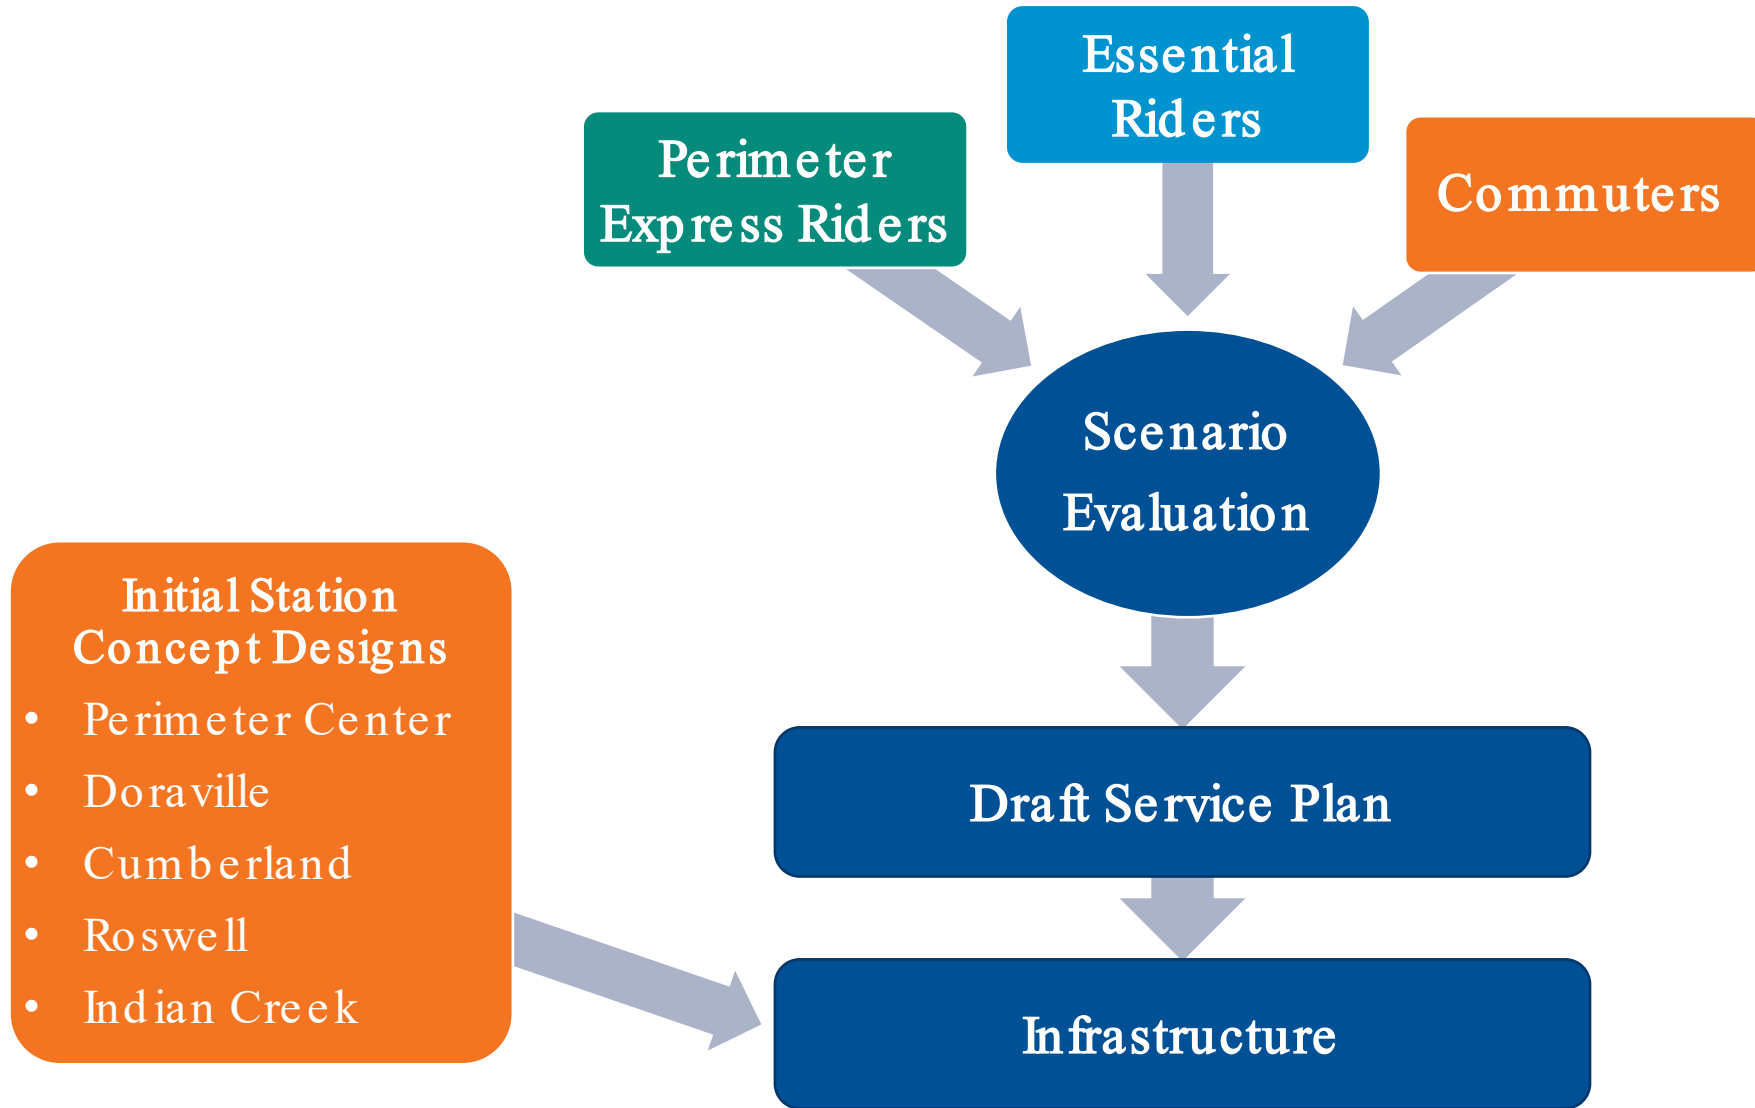 Essential
Riders
Perimeter
Express Riders
Commuters
Scenario
Evaluation
Initial Station
Concept Designs
• Perimeter Center
• Doraville
• Cumberland
• Roswell
• Indian Creek
Draft Service Plan
Infrastructure